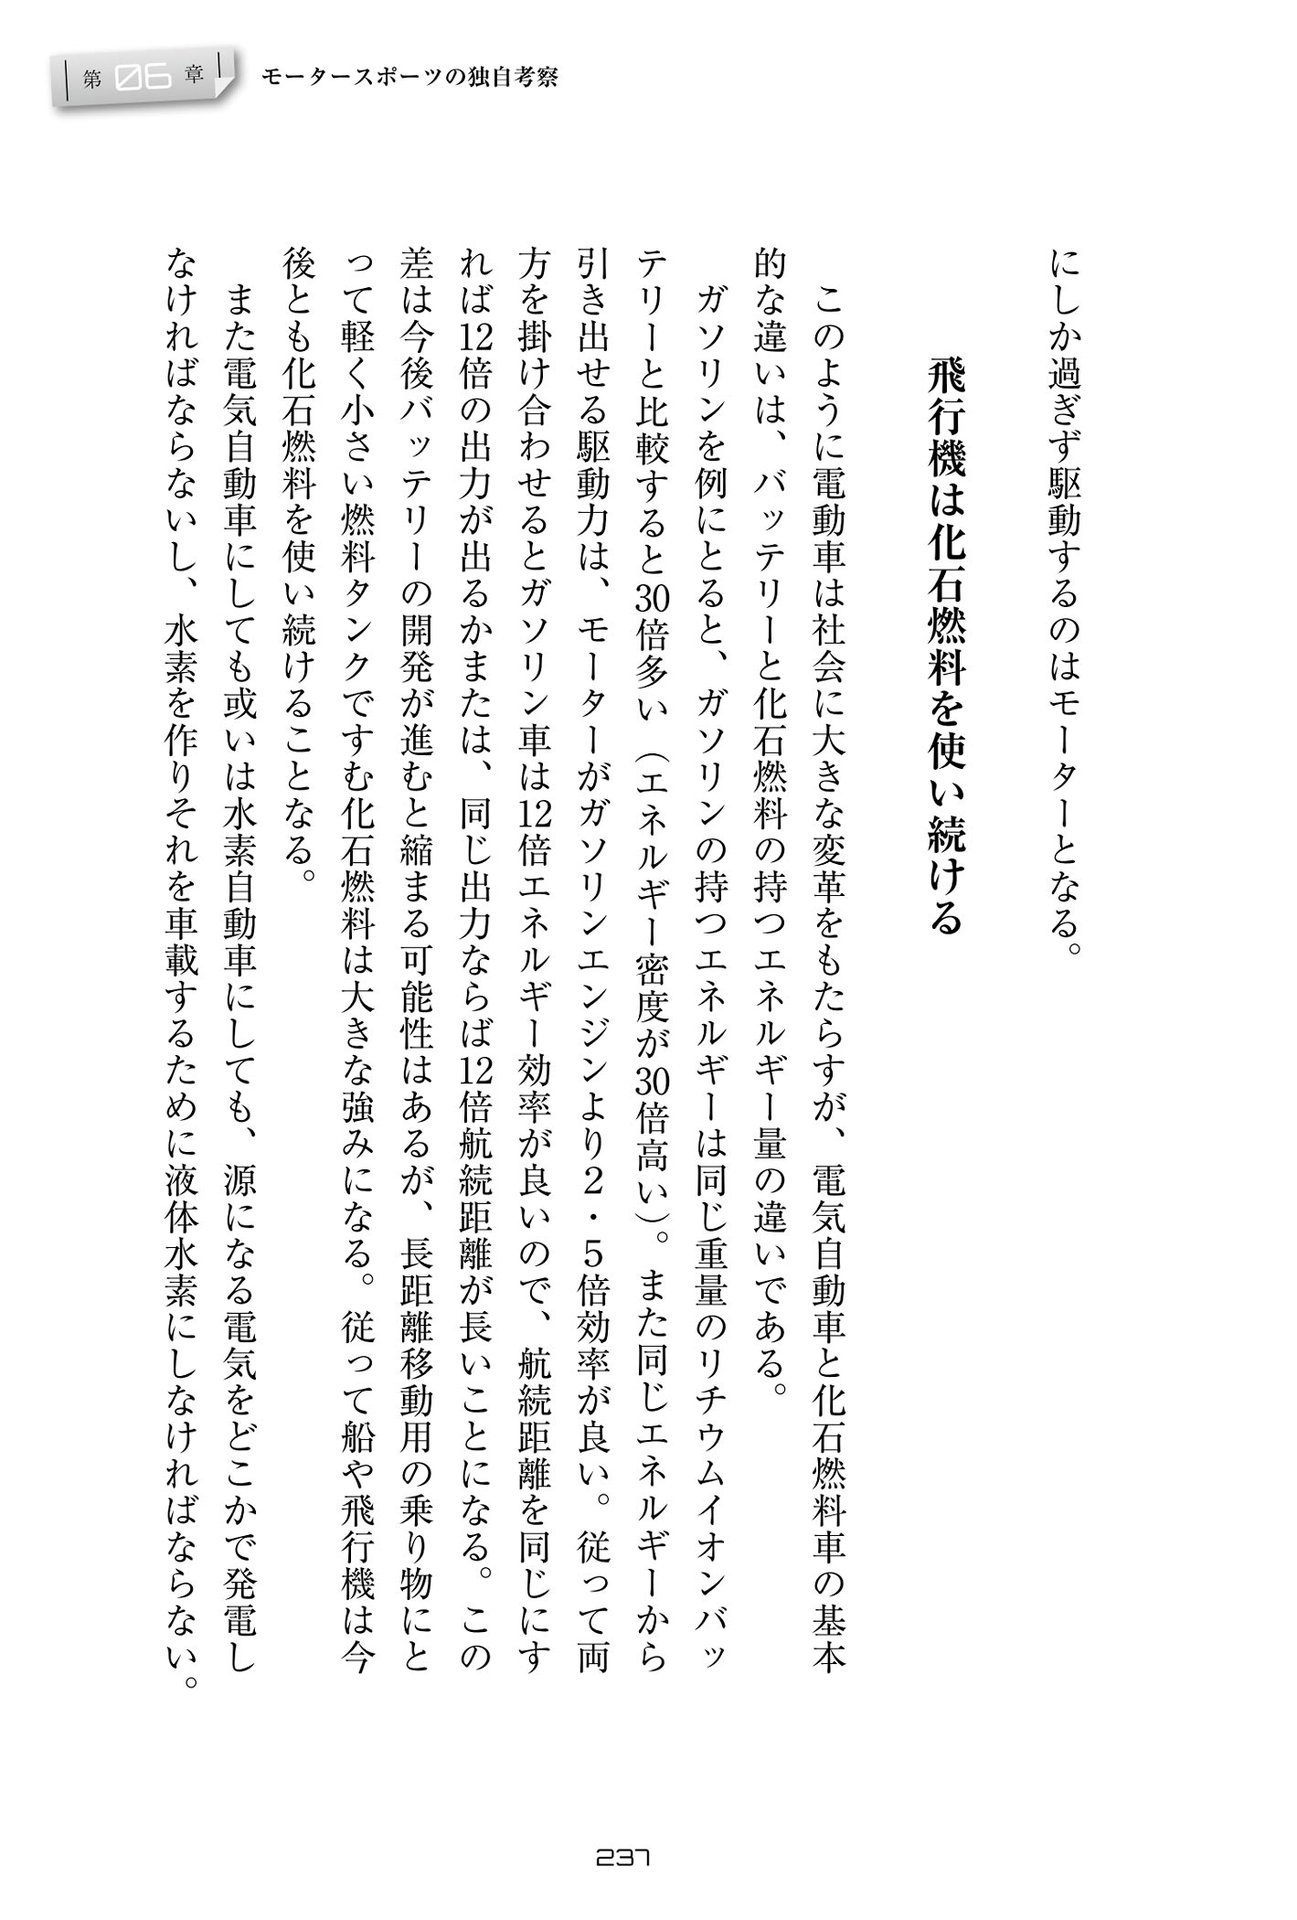 第06章
モータースポーツの独自考察
にしか過ぎず駆動するのはモーターとなる。
飛行機は化石燃料を使い続ける
このように電動車は社会に大きな変革をもたらすが、電気自動車と化石燃料車の基本
的な違いは、バッテリーと化石燃料の持つエネルギー量の違いである。
ガソリンを例にとると、ガソリンの持つエネルギーは同じ重量のリチウムイオンバッ
テリーと比較すると30倍多い（エネルギー密度が30倍高い）。また同じエネルギーから
引き出せる駆動力は、モーターがガソリンエンジンより２・５倍効率が良い。従って両
方を掛け合わせるとガソリン車は12倍エネルギー効率が良いので、航続距離を同じにす
れば12倍の出力が出るかまたは、同じ出力ならば12倍航続距離が長いことになる。この
差は今後バッテリーの開発が進むと縮まる可能性はあるが、長距離移動用の乗り物にと
って軽く小さい燃料タンクですむ化石燃料は大きな強みになる。従って船や飛行機は今
後とも化石燃料を使い続けることなる。
また電気自動車にしても或いは水素自動車にしても、源になる電気をどこかで発電し
なければならないし、水素を作りそれを車載するために液体水素にしなければならない。
237